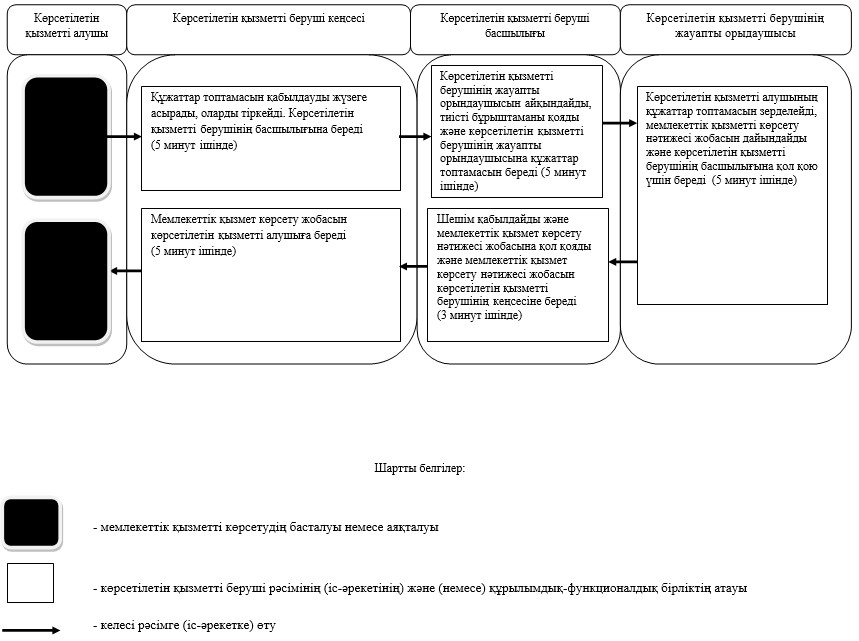 Көрсетілетін
қызметті алушы
Көрсетілетін қызметті беруші кеңсесі
Көрсетілетін қызметті беруші
басшылығы
Көрсетілетін қызметті берушінің
жауапты орыдаушысы
Құжаттар топтамасын қабылдауды жүзеге
асырады, оларды тіркейді. Көрсетілетін
қызметті берушінің басшылығына береді
(5 минут ішінде)
Көрсетілетін қызметті
берушінің жауапты
орындаушысын айқындайды,
тиісті бұрыштаманы қояды
және көрсетілетін қызметті
берушінің жауапты
орындаушысына құжаттар
топтамасын береді (5 минут
ішінде)
Көрсетілетін қызметті алушының
құжаттар топтамасын зерделейді,
мемлекеттік қызметті көрсету
нәтижесі жобасын дайындайды
және көрсетілетін қызметті
берушінің басшылығына қол қою
үшін береді (5 минут ішінде)
Мемлекеттік қызмет көрсету жобасын
көрсетілетін қызметті алушыға береді
(5 минут ішінде)
Шешім қабылдайды және
мемлекеттік қызмет көрсету
нәтижесі жобасына қол қояды
және мемлекеттік қызмет
көрсету нәтижесі жобасын
көрсетілетін қызметті
берушінің кеңсесіне береді
(3 минут ішінде)
Шартты белгілер:
- мемлекеттік қызметті көрсетудің басталуы немесе аяқталуы
- көрсетілетін қызметті беруші рәсімінің (іс-әрекетінің) және (немесе) құрылымдық-функционалдық бірліктің атауы
- келесі рәсімге (іс-әрекетке) өту